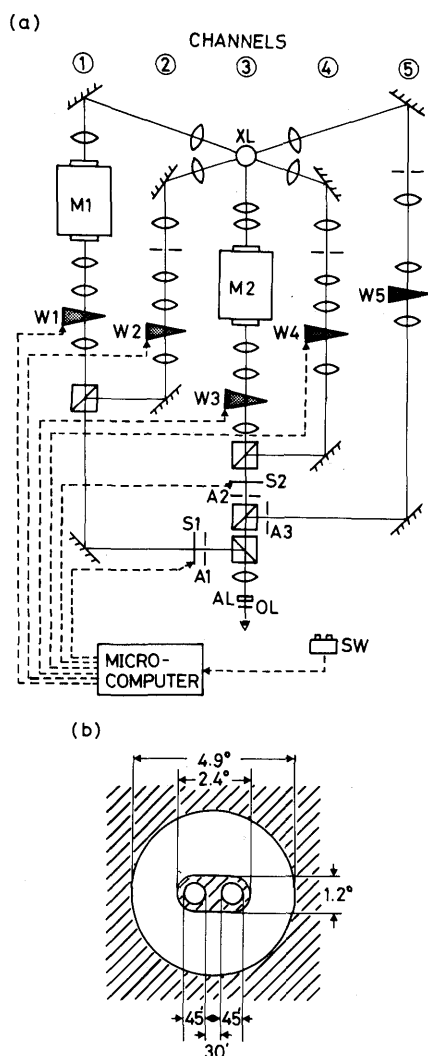 (a)
CHANNELS
① ② ③ ④ ⑤
XL
M1
M2
W1
W2
W3
W4
W5
S2
A2
A3
S1
A1
AL
OL
SW
MICRO-
COMPUTER
(b)
4.9°
2.4°
1.2°
45' 45'
30'